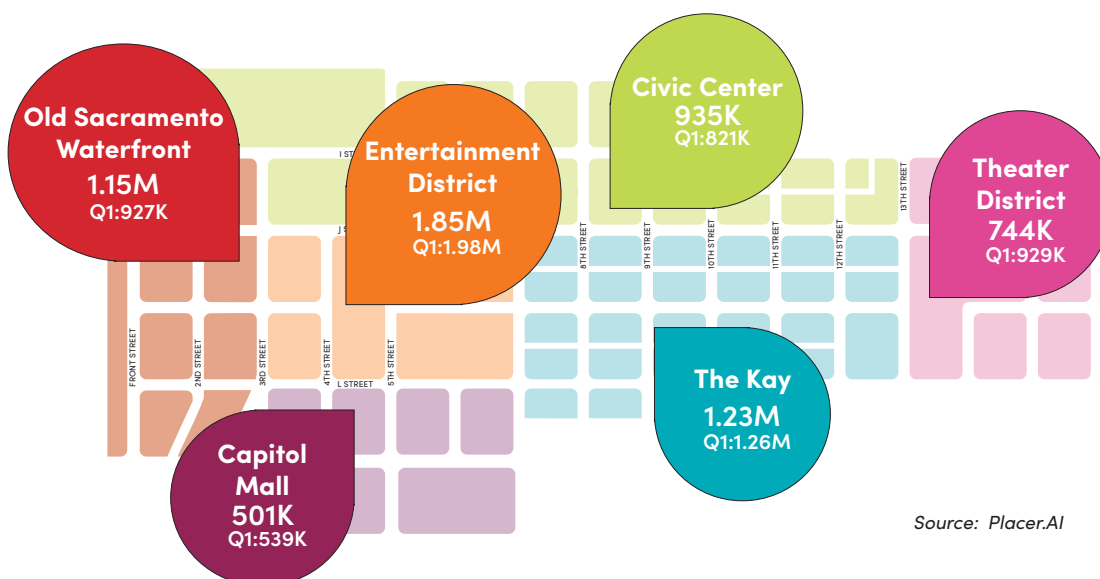 Old Sacramento
Waterfront
1.15M
Q1:927K
Entertainment
District
1.85M
Q1:1.98M
Civic Center
935K
Q1:821K
Theater
District
744K
Q1:929K
The Kay
1.23M
Q1:1.26M
Capitol
Mall
501K
Q1:539K
I ST
J S
L STREET
FRONT STREET
2ND STREET
3RD STREET
4TH STREET
5TH STREET
8TH STREET
9TH STREET
10TH STREET
11TH STREET
12TH STREET
13TH STREET
Source: Placer.AI